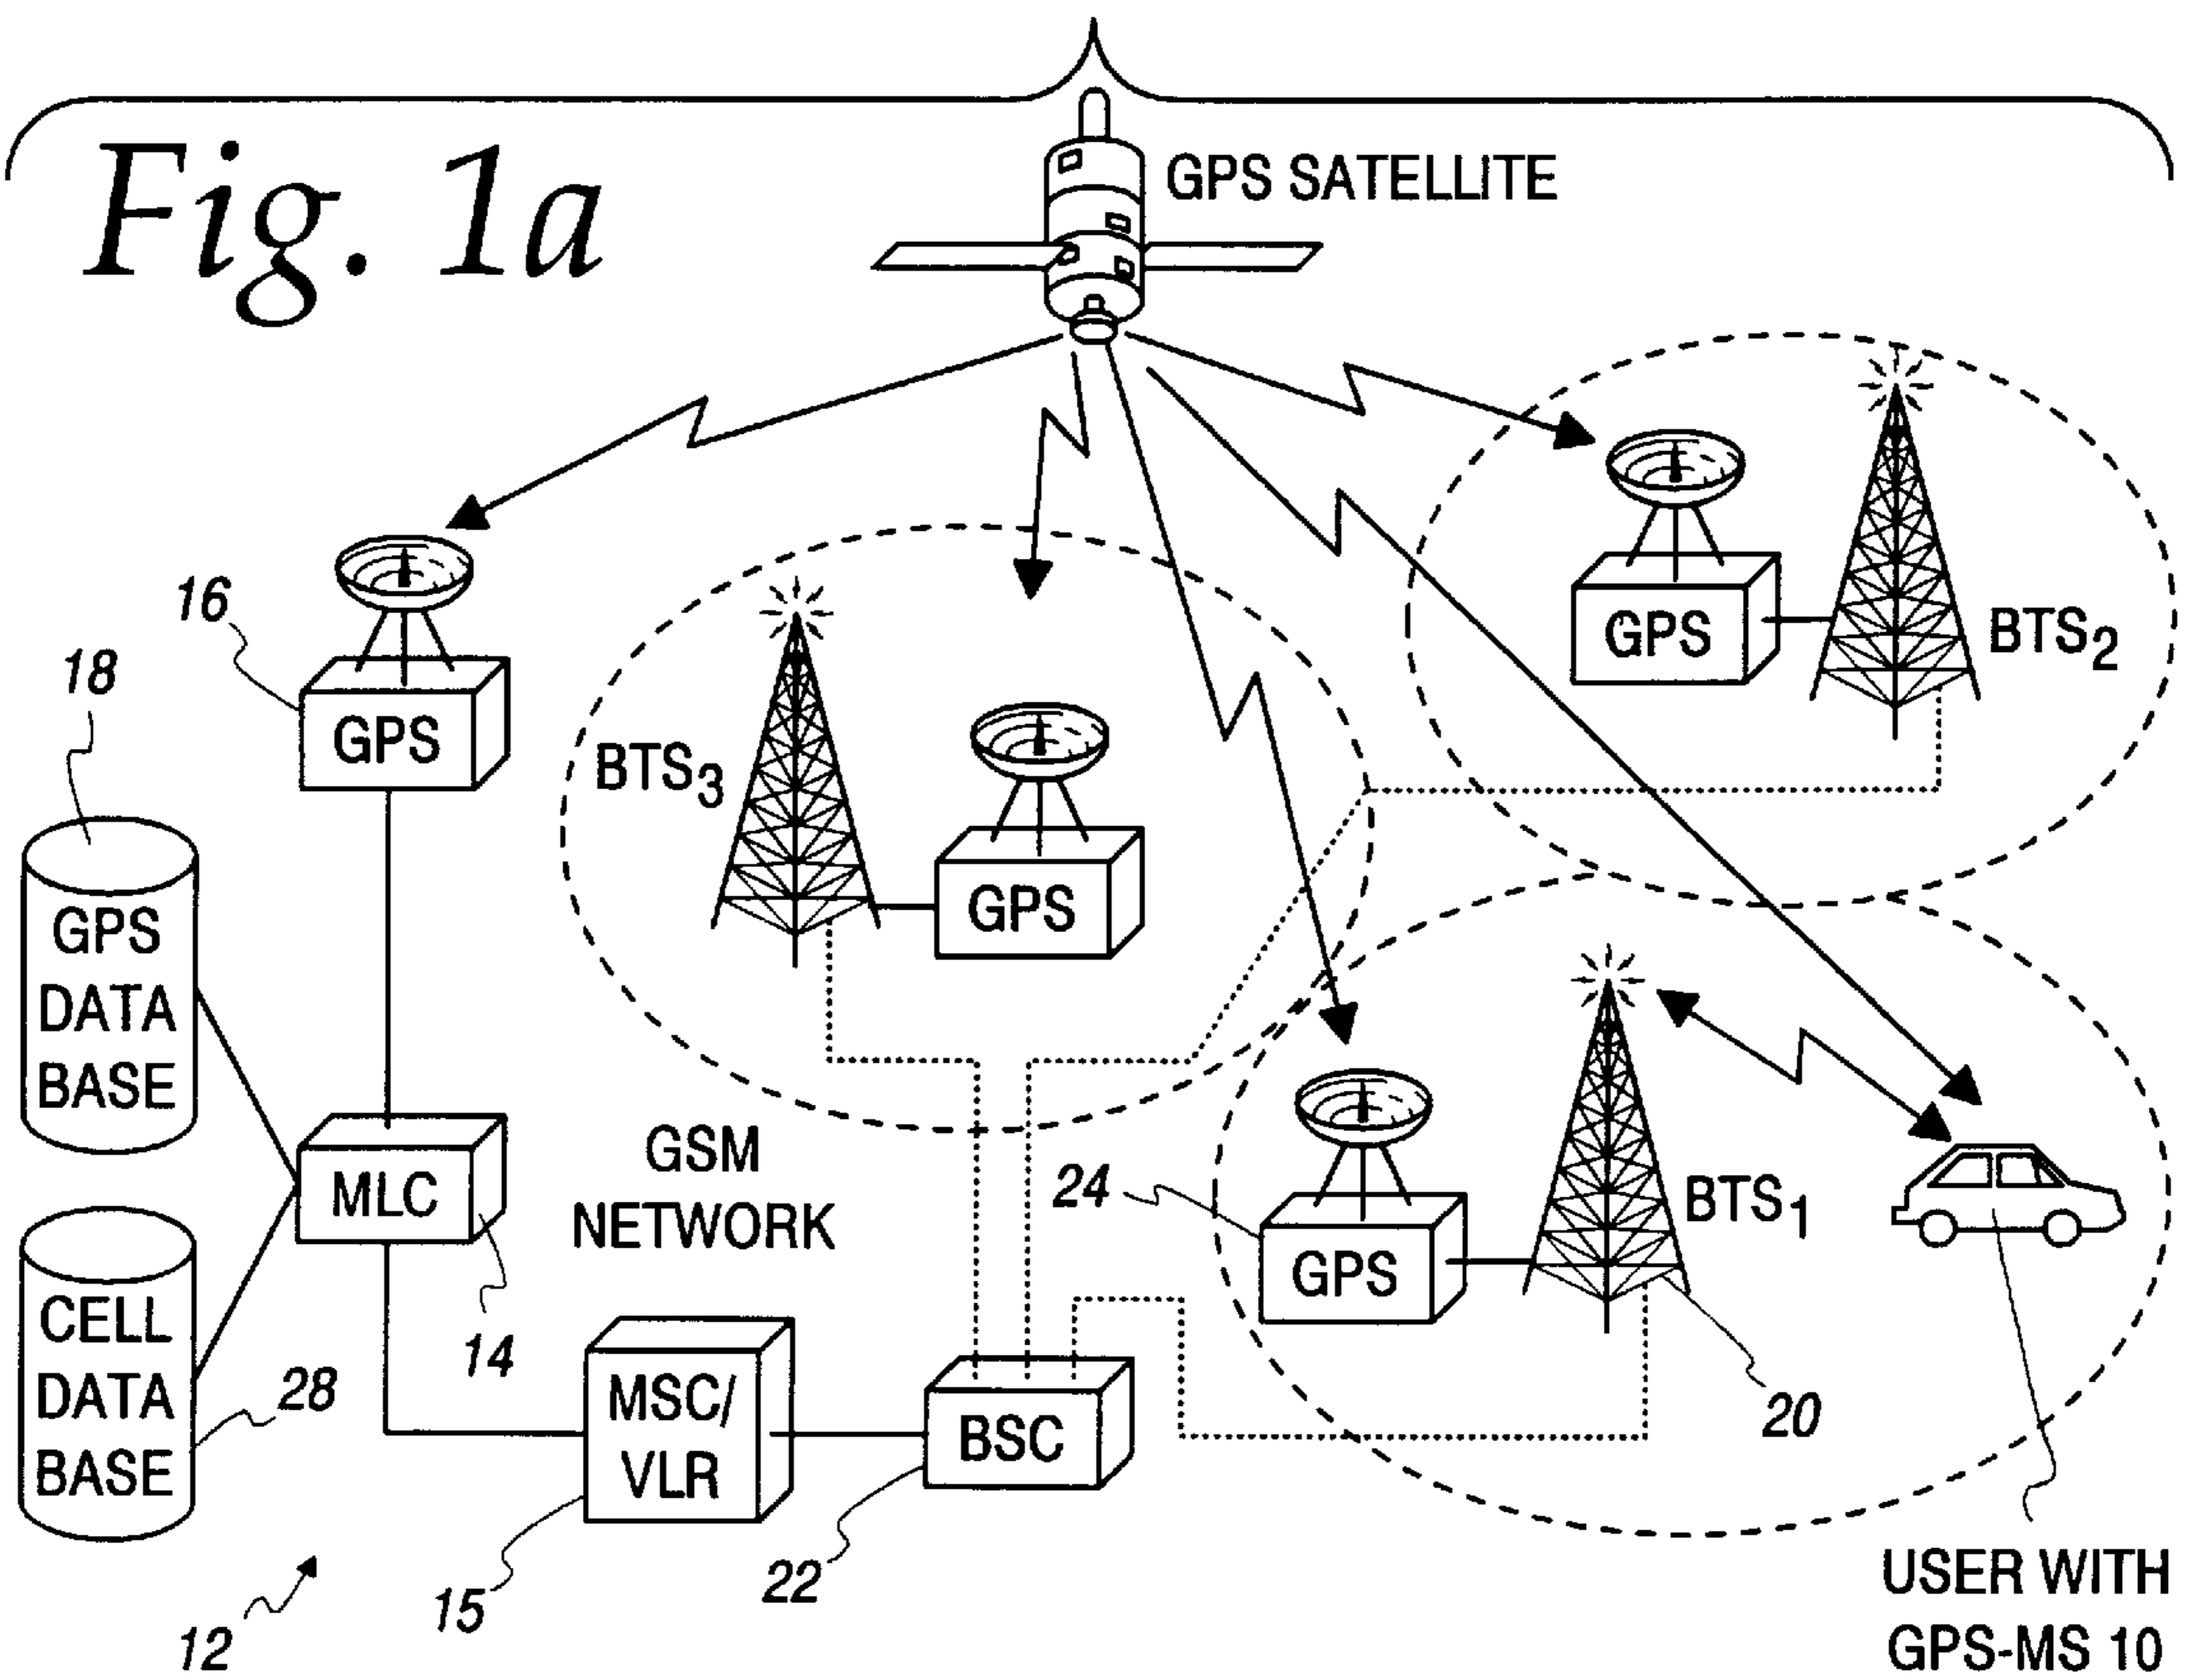 Fig. 1a
GPS SATELLITE
16
18
GPS
BTS3
GPS
GPS
BTS2
GPS
DATA
BASE
MLC
14
GSM
NETWORK
24
GPS
BTS1
20
CELL
DATA
BASE
28
MSC/
VLR
15
BSC
22
12
USER WITH
GPS-MS 10